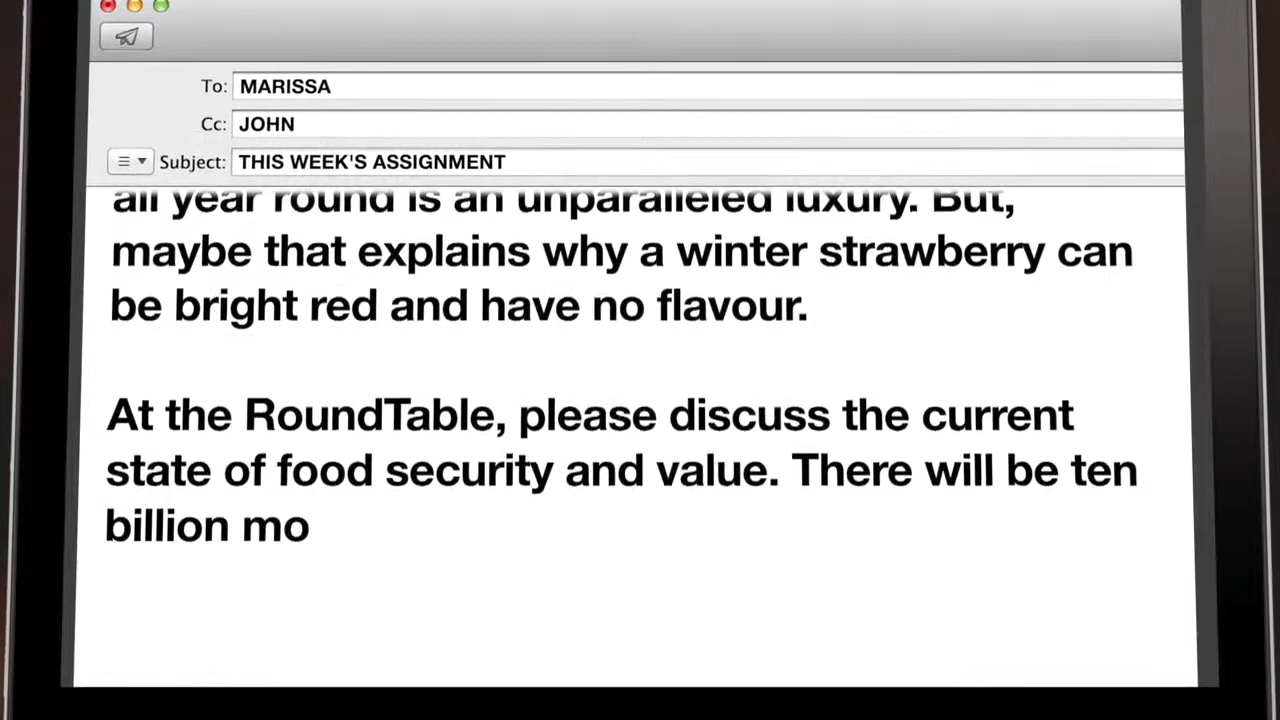 To: MARISSA
Cc: JOHN
Subject: THIS WEEK'S ASSIGNMENT
all year round is an unparalleled luxury. But,
maybe that explains why a winter strawberry can
be bright red and have no flavour.
At the RoundTable, please discuss the current
state of food security and value. There will be ten
billion mo